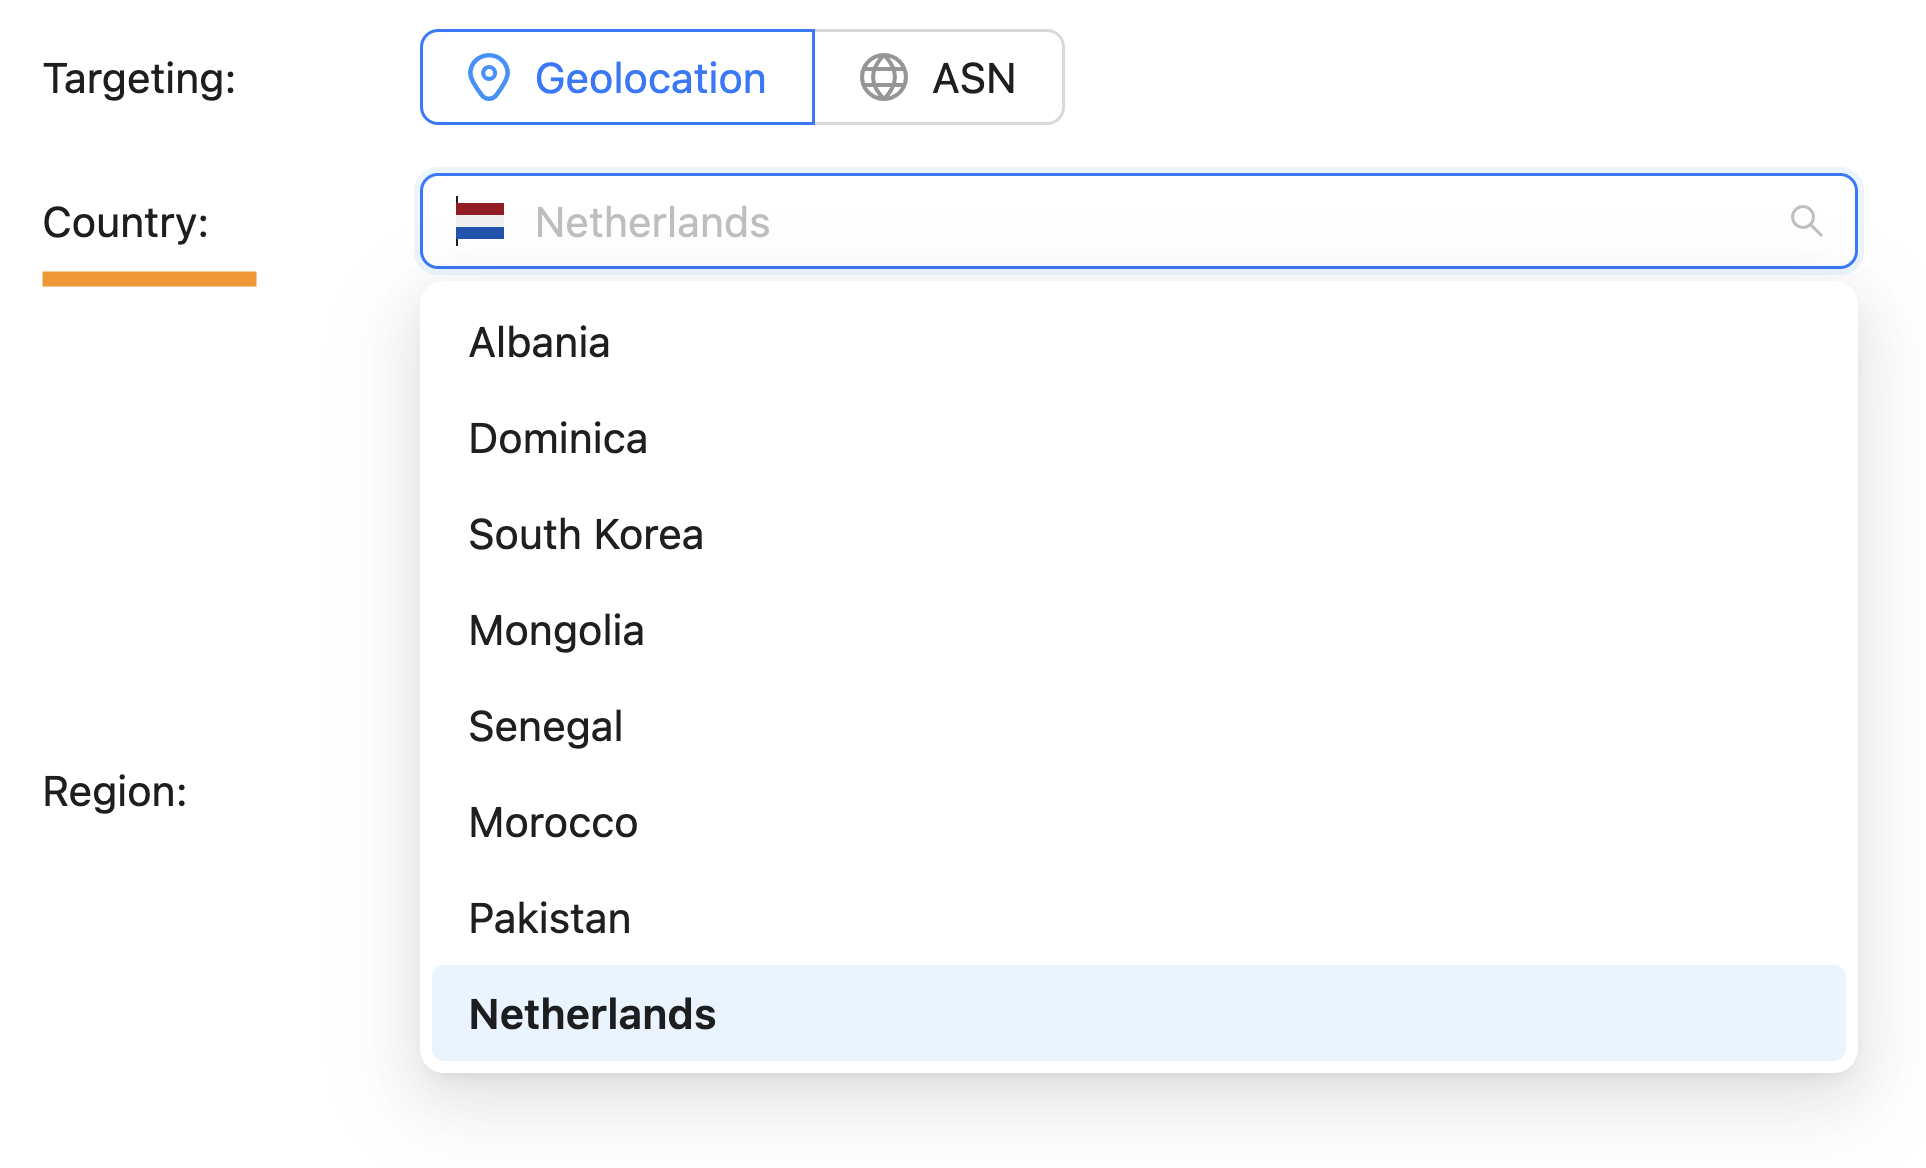 Targeting:
Geolocation
ASN
Country:
Netherlands
Albania
Dominica
South Korea
Mongolia
Senegal
Region:
Morocco
Pakistan
Netherlands